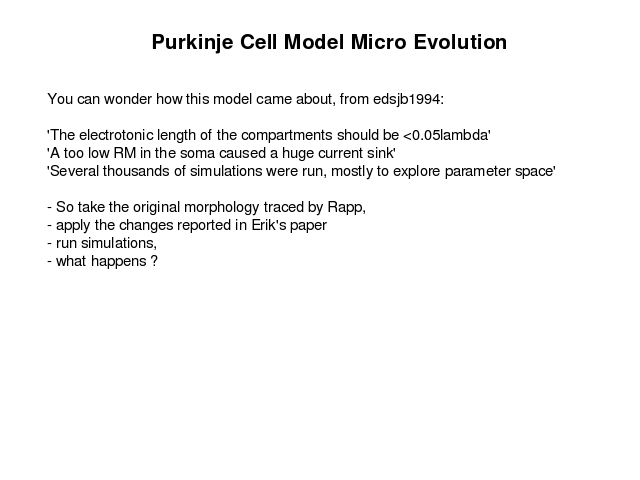 Purkinje Cell Model Micro Evolution
You can wonder how this model came about, from edsjb1994:
'The electrotonic length of the compartments should be <0.05lambda'
'A too low RM in the soma caused a huge current sink'
'Several thousands of simulations were run, mostly to explore parameter space'
- So take the original morphology traced by Rapp,
- apply the changes reported in Erik's paper
- run simulations,
- what happens ?